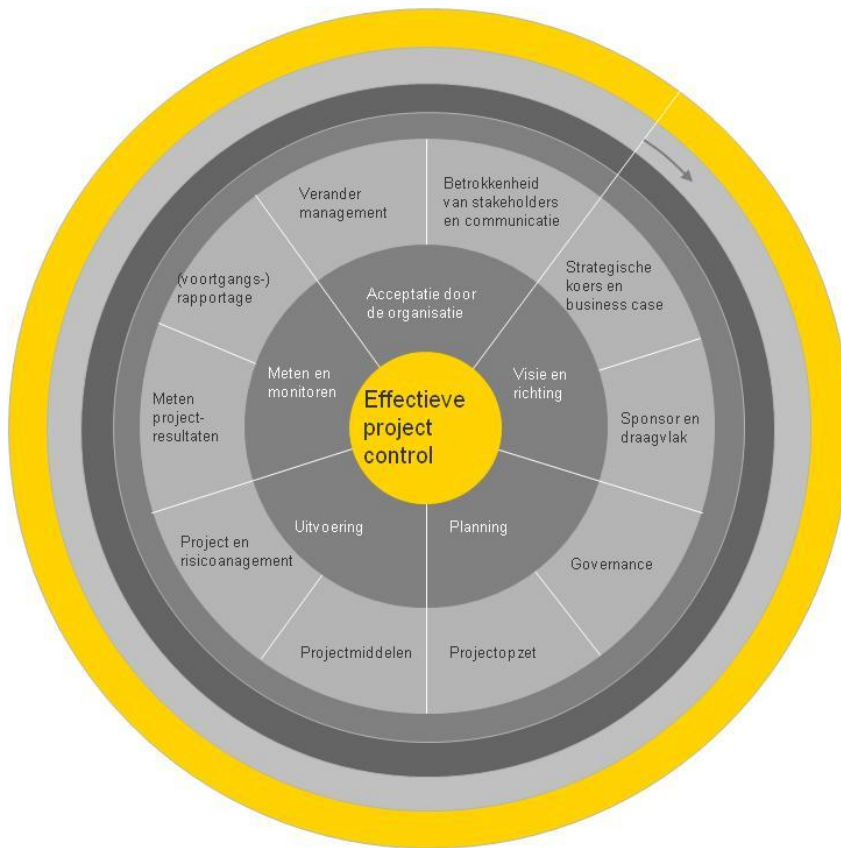 Verander
management
Betrokkenheid
van stakeholders
en communicatie
(voortgangs-)
rapportage
Strategische
koers en
business case
Acceptatie door
de organisatie
Meten en
monitoren
Visie en
richting
Effectieve
project
control
Meten
project-
resultaten
Sponsor en
draagvlak
Uitvoering
Planning
Project en
risicoanagement
Governance
Projectmiddelen
Projectopzet